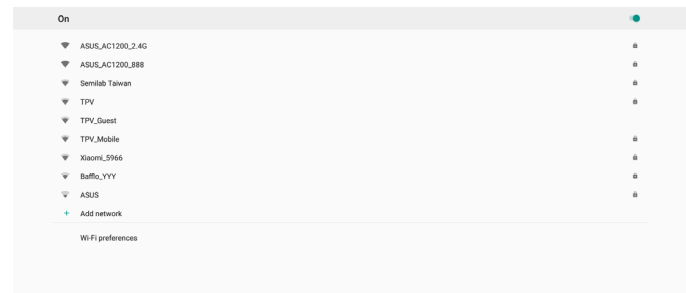 On
ASUS_AC1200_2.4G
ASUS_AC1200_888
Semilab Taiwan
TPV
TPV_Guest
TPV_Mobile
Xiaomi_5966
Bafflo_YYY
ASUS
+ Add network
Wi-Fi preferences